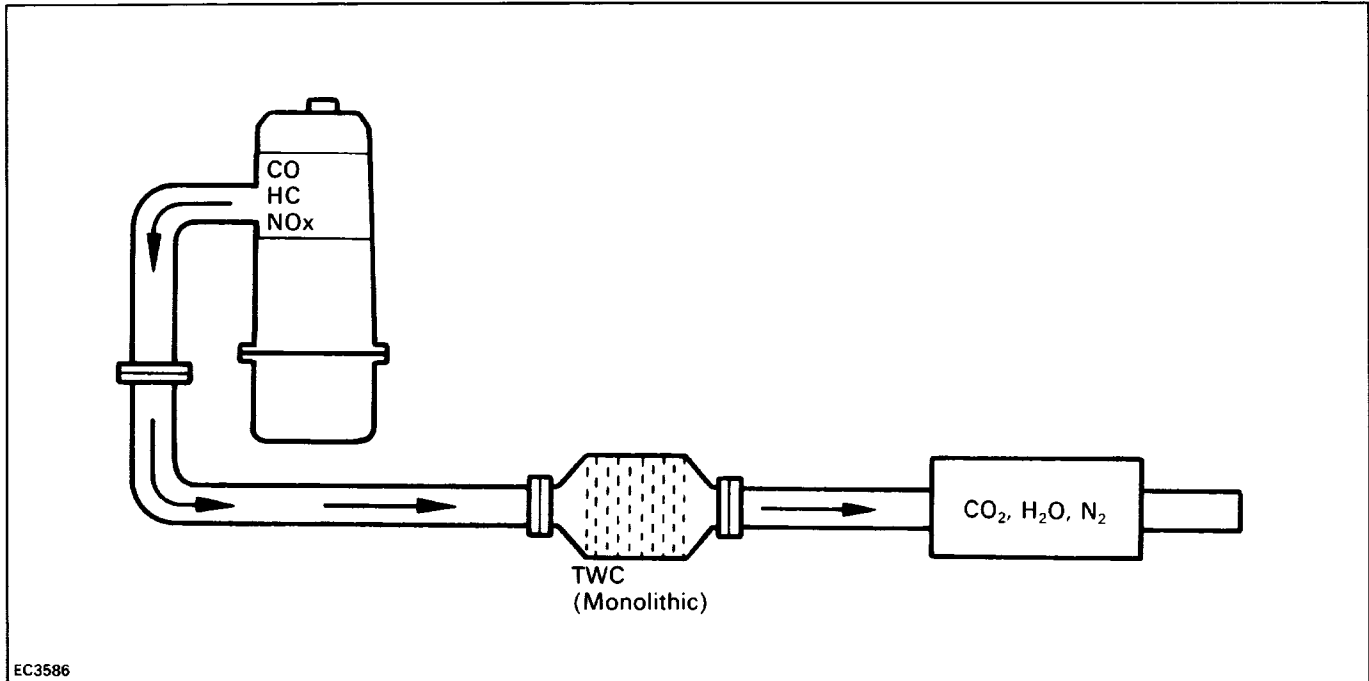 CO
HC
NOx
TWC
(Monolithic)
CO₂, H₂O, N₂
EC3586